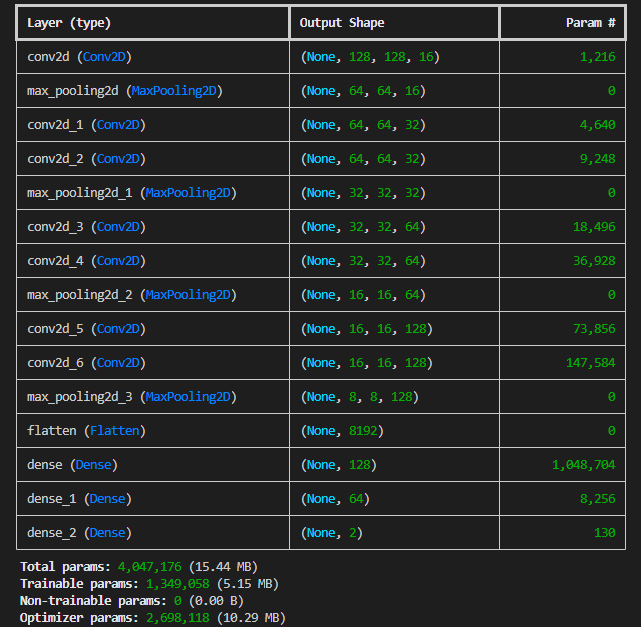 Layer (type) Output Shape Param #
conv2d (Conv2D) (None, 128, 128, 16) 1,216
max_pooling2d (MaxPooling2D) (None, 64, 64, 16) 0
conv2d_1 (Conv2D) (None, 64, 64, 32) 4,640
conv2d_2 (Conv2D) (None, 64, 64, 32) 9,248
max_pooling2d_1 (MaxPooling2D) (None, 32, 32, 32) 0
conv2d_3 (Conv2D) (None, 32, 32, 64) 18,496
conv2d_4 (Conv2D) (None, 32, 32, 64) 36,928
max_pooling2d_2 (MaxPooling2D) (None, 16, 16, 64) 0
conv2d_5 (Conv2D) (None, 16, 16, 128) 73,856
conv2d_6 (Conv2D) (None, 16, 16, 128) 147,584
max_pooling2d_3 (MaxPooling2D) (None, 8, 8, 128) 0
flatten (Flatten) (None, 8192) 0
dense (Dense) (None, 128) 1,048,704
dense_1 (Dense) (None, 64) 8,256
dense_2 (Dense) (None, 2) 130
Total params: 4,047,176 (15.44 MB)
Trainable params: 1,349,058 (5.15 MB)
Non-trainable params: 0 (0.00 B)
Optimizer params: 2,698,118 (10.29 MB)